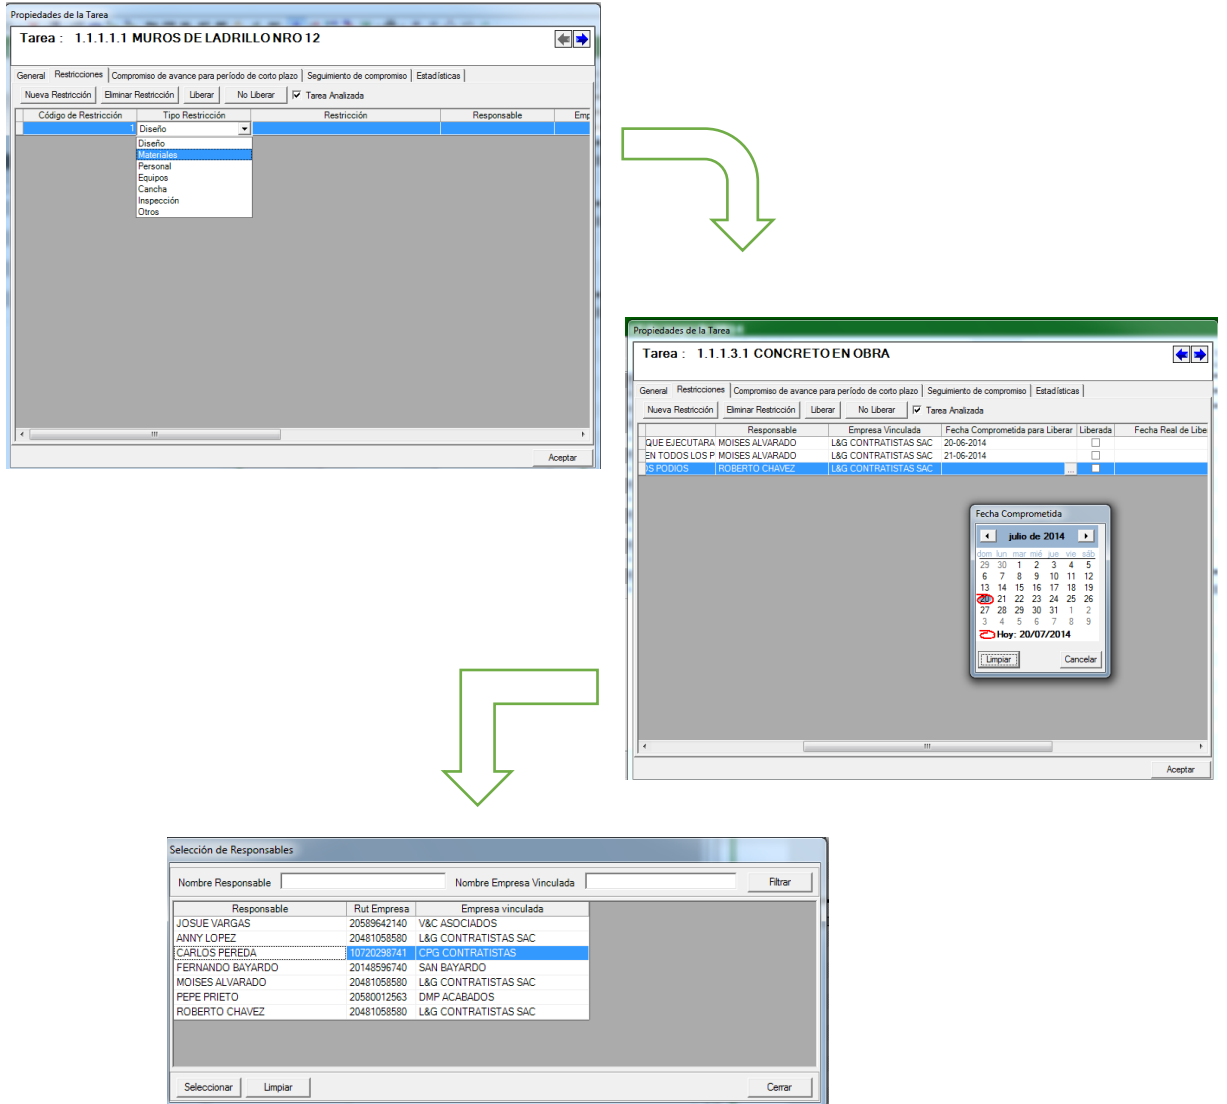 Propiedades de la Tarea
Tarea : 1.1.1.1.1 MUROS DE LADRILLO NRO 12
General Restricciones Compromiso de avance para período de corto plazo Seguimiento de compromiso Estadísticas
Nueva Restricción Eliminar Restricción Liberar No Liberar Tarea Analizada
Código de Restricción Tipo Restricción Restricción Responsable Emp
1 Diseño
Diseño
Materiales
Personal
Equipos
Cancha
Inspección
Otros
Aceptar
Propiedades de la Tarea
Tarea : 1.1.1.3.1 CONCRETO EN OBRA
General Restricciones Compromiso de avance para período de corto plazo Seguimiento de compromiso Estadísticas
Nueva Restricción Eliminar Restricción Liberar No Liberar Tarea Analizada
Responsable Empresa Vinculada Fecha Comprometida para Liberar Liberada Fecha Real de Libe
QUE EJECUTARA MOISES ALVARADO L&G CONTRATISTAS SAC 20-06-2014
EN TODOS LOS P MOISES ALVARADO L&G CONTRATISTAS SAC 21-06-2014
OS PODIOS ROBERTO CHAVEZ L&G CONTRATISTAS SAC ...
Fecha Comprometida
julio de 2014
dom lun mar mié jue vie sáb
29 30 1 2 3 4 5
6 7 8 9 10 11 12
13 14 15 16 17 18 19
20 21 22 23 24 25 26
27 28 29 30 31 1 2
3 4 5 6 7 8 9
Hoy: 20/07/2014
Limpiar Cancelar
Aceptar
Selección de Responsables
Nombre Responsable Nombre Empresa Vinculada Filtrar
Responsable Rut Empresa Empresa vinculada
JOSUE VARGAS 20589642140 V&C ASOCIADOS
ANNY LOPEZ 20481058580 L&G CONTRATISTAS SAC
CARLOS PEREDA 10720298741 CPG CONTRATISTAS
FERNANDO BAYARDO 20148596740 SAN BAYARDO
MOISES ALVARADO 20481058580 L&G CONTRATISTAS SAC
PEPE PRIETO 20580012563 DMP ACABADOS
ROBERTO CHAVEZ 20481058580 L&G CONTRATISTAS SAC
Seleccionar Limpiar Cerrar